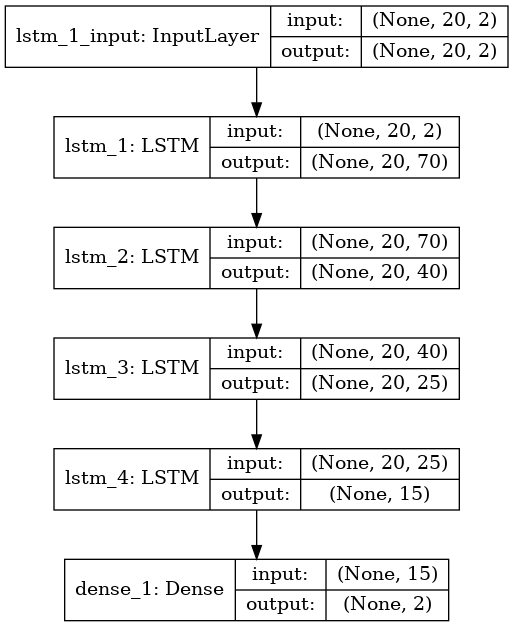 lstm_1_input: InputLayer
input: (None, 20, 2)
output: (None, 20, 2)
lstm_1: LSTM
input: (None, 20, 2)
output: (None, 20, 70)
lstm_2: LSTM
input: (None, 20, 70)
output: (None, 20, 40)
lstm_3: LSTM
input: (None, 20, 40)
output: (None, 20, 25)
lstm_4: LSTM
input: (None, 20, 25)
output: (None, 15)
dense_1: Dense
input: (None, 15)
output: (None, 2)